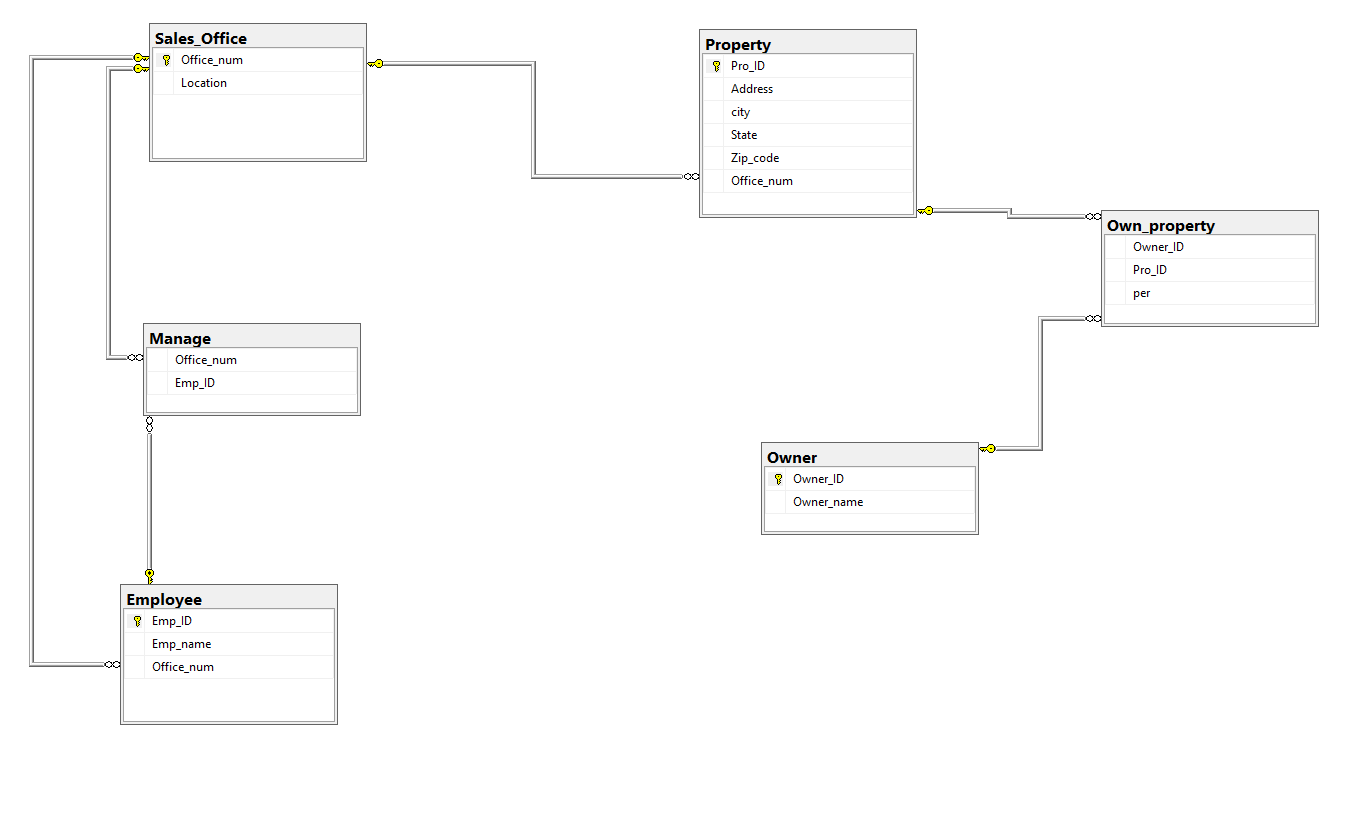 Sales_Office
Office_num
Location
Property
Pro_ID
Address
city
State
Zip_code
Office_num
Own_property
Owner_ID
Pro_ID
per
Manage
Office_num
Emp_ID
Owner
Owner_ID
Owner_name
Employee
Emp_ID
Emp_name
Office_num